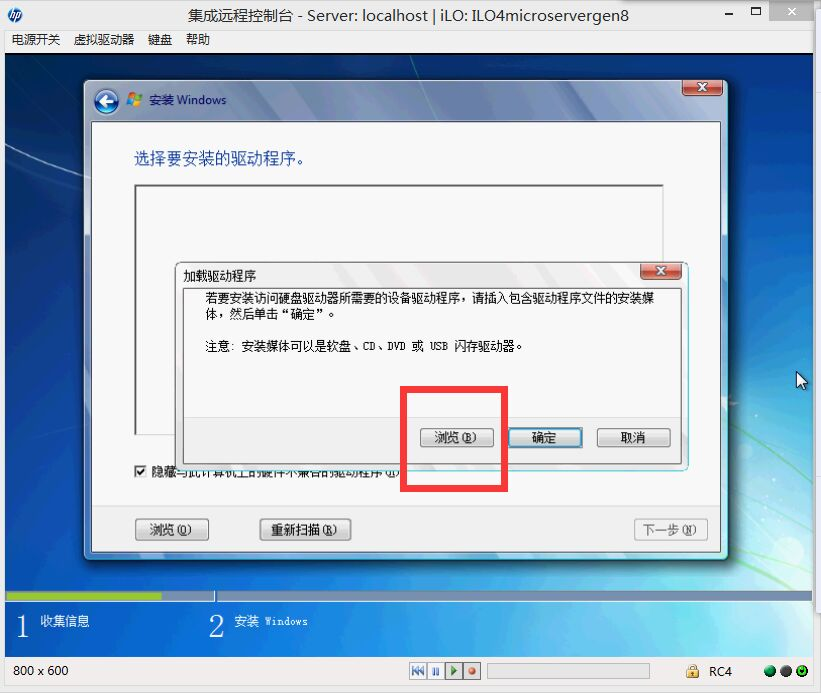 集成远程控制台 - Server: localhost | iLO: ILO4microservergen8
电源开关 虚拟驱动器 键盘 帮助
安装 Windows
选择要安装的驱动程序。
加载驱动程序
若要安装访问硬盘驱动器所需要的设备驱动程序，请插入包含驱动程序文件的安装媒
体，然后单击“确定”。
注意: 安装媒体可以是软盘、CD、DVD 或 USB 闪存驱动器。
浏览(B) 确定 取消
隐藏与此计算机上的硬件不兼容的驱动程序
浏览(O) 重新扫描(R) 下一步(N)
1 收集信息 2 安装 Windows
800 x 600 RC4